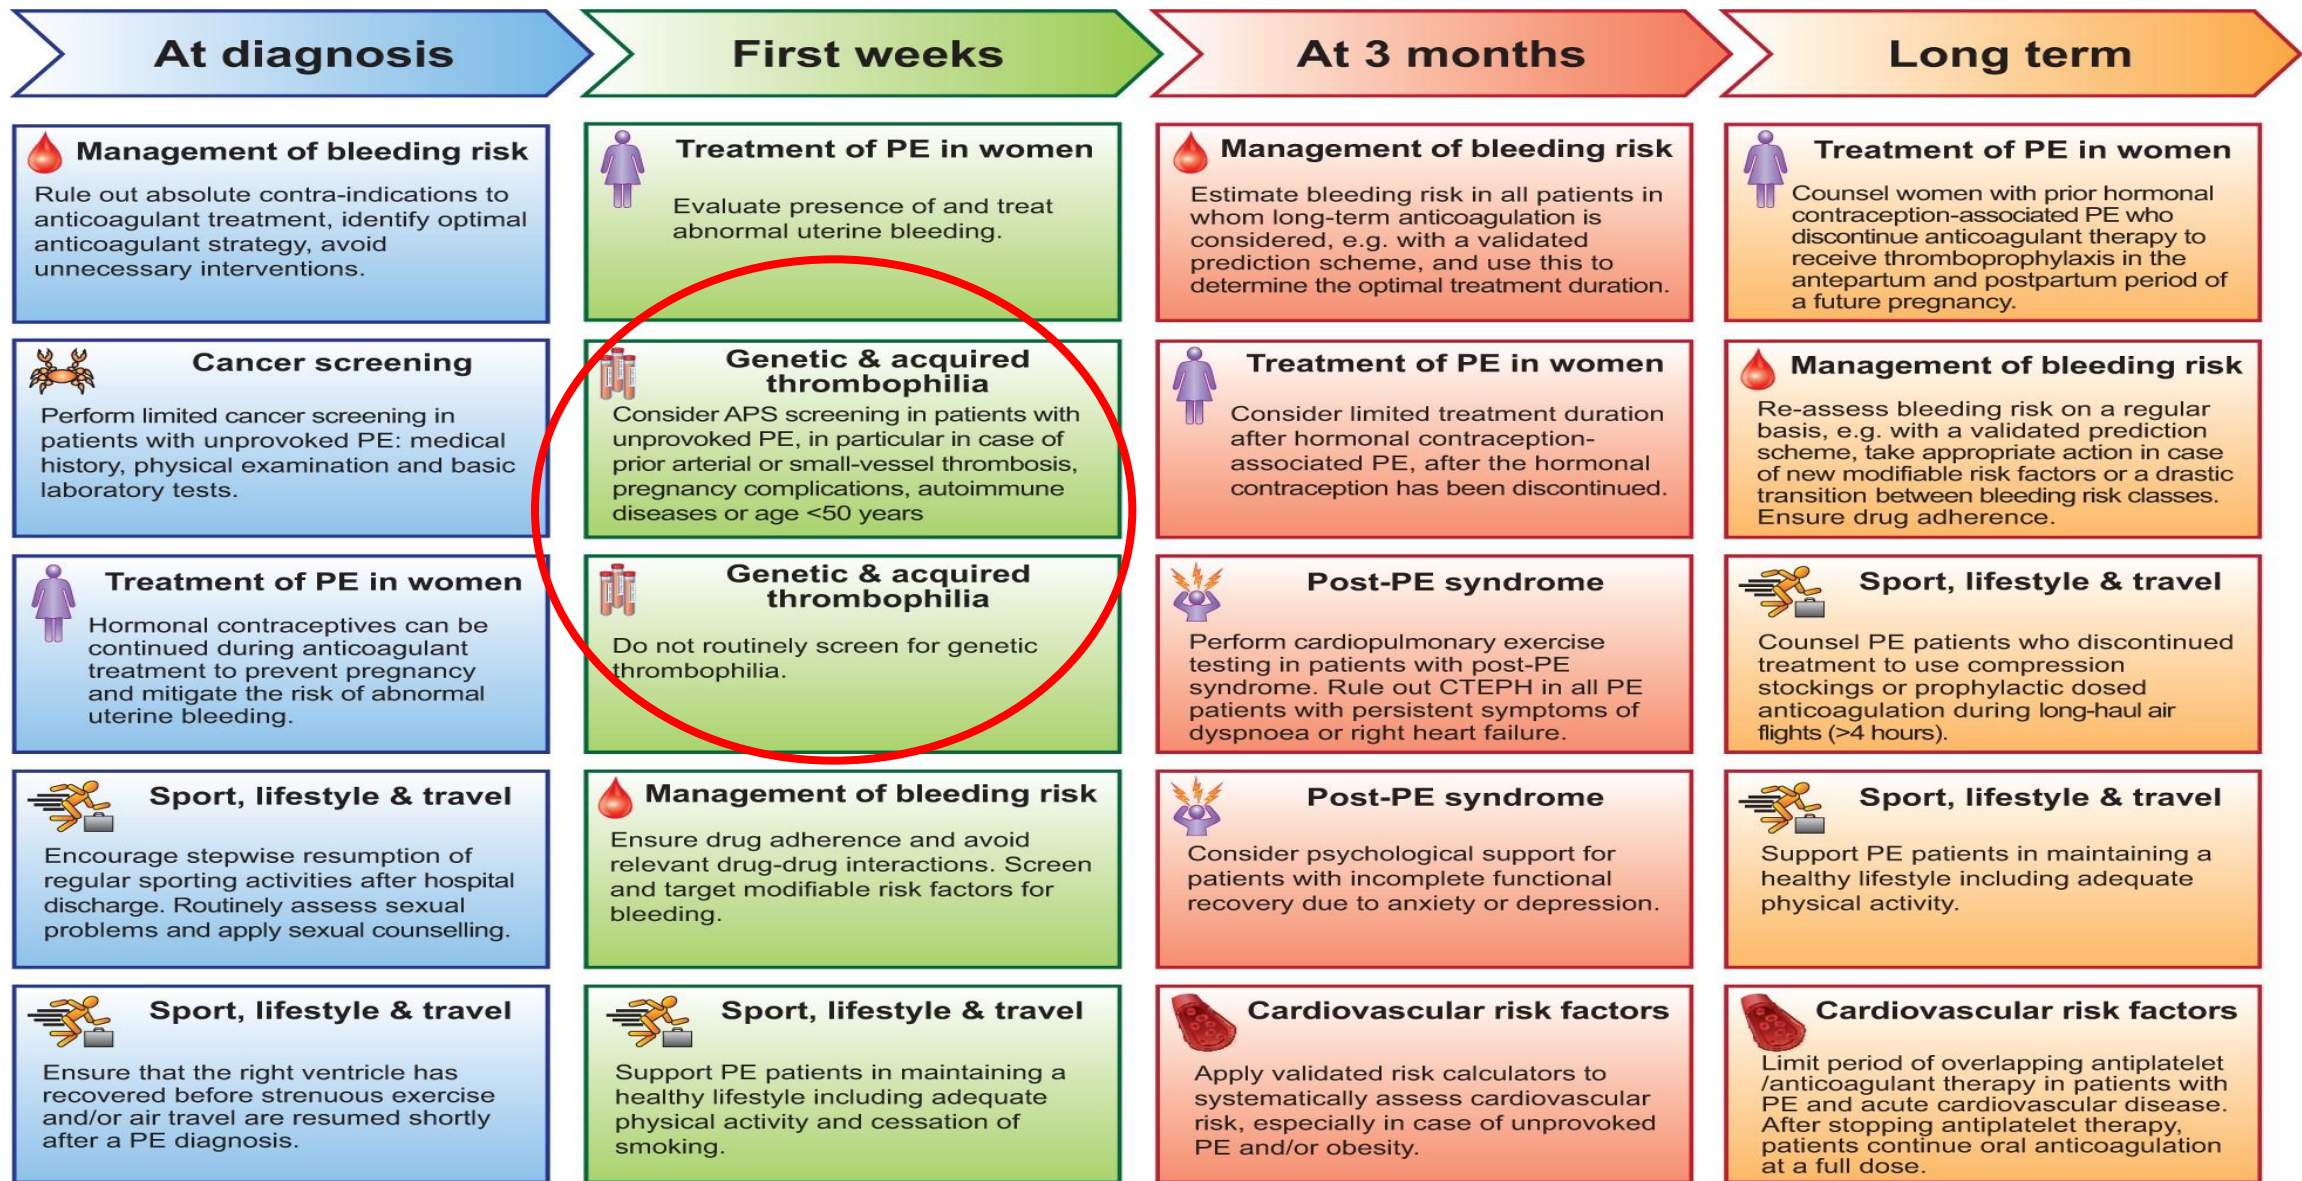 At diagnosis
First weeks
At 3 months
Long term
Management of bleeding risk
Rule out absolute contra-indications to
anticoagulant treatment, identify optimal
anticoagulant strategy, avoid
unnecessary interventions.
Cancer screening
Perform limited cancer screening in
patients with unprovoked PE: medical
history, physical examination and basic
laboratory tests.
Treatment of PE in women
Hormonal contraceptives can be
continued during anticoagulant
treatment to prevent pregnancy
and mitigate the risk of abnormal
uterine bleeding.
Sport, lifestyle & travel
Encourage stepwise resumption of
regular sporting activities after hospital
discharge. Routinely assess sexual
problems and apply sexual counselling.
Sport, lifestyle & travel
Ensure that the right ventricle has
recovered before strenuous exercise
and/or air travel are resumed shortly
after a PE diagnosis.
Treatment of PE in women
Evaluate presence of and treat
abnormal uterine bleeding.
Genetic & acquired
thrombophilia
Consider APS screening in patients with
unprovoked PE, in particular in case of
prior arterial or small-vessel thrombosis,
pregnancy complications, autoimmune
diseases or age <50 years
Genetic & acquired
thrombophilia
Do not routinely screen for genetic
thrombophilia.
Management of bleeding risk
Ensure drug adherence and avoid
relevant drug-drug interactions. Screen
and target modifiable risk factors for
bleeding.
Sport, lifestyle & travel
Support PE patients in maintaining a
healthy lifestyle including adequate
physical activity and cessation of
smoking.
Management of bleeding risk
Estimate bleeding risk in all patients in
whom long-term anticoagulation is
considered, e.g. with a validated
prediction scheme, and use this to
determine the optimal treatment duration.
Treatment of PE in women
Consider limited treatment duration
after hormonal contraception-
associated PE, after the hormonal
contraception has been discontinued.
Post-PE syndrome
Perform cardiopulmonary exercise
testing in patients with post-PE
syndrome. Rule out CTEPH in all PE
patients with persistent symptoms of
dyspnoea or right heart failure.
Post-PE syndrome
Consider psychological support for
patients with incomplete functional
recovery due to anxiety or depression.
Cardiovascular risk factors
Apply validated risk calculators to
systematically assess cardiovascular
risk, especially in case of unprovoked
PE and/or obesity.
Treatment of PE in women
Counsel women with prior hormonal
contraception-associated PE who
discontinue anticoagulant therapy to
receive thromboprophylaxis in the
antepartum and postpartum period of
a future pregnancy.
Management of bleeding risk
Re-assess bleeding risk on a regular
basis, e.g. with a validated prediction
scheme, take appropriate action in case
of new modifiable risk factors or a drastic
transition between bleeding risk classes.
Ensure drug adherence.
Sport, lifestyle & travel
Counsel PE patients who discontinued
treatment to use compression
stockings or prophylactic dosed
anticoagulation during long-haul air
flights (>4 hours).
Sport, lifestyle & travel
Support PE patients in maintaining a
healthy lifestyle including adequate
physical activity.
Cardiovascular risk factors
Limit period of overlapping antiplatelet
/anticoagulant therapy in patients with
PE and acute cardiovascular disease.
After stopping antiplatelet therapy,
patients continue oral anticoagulation
at a full dose.